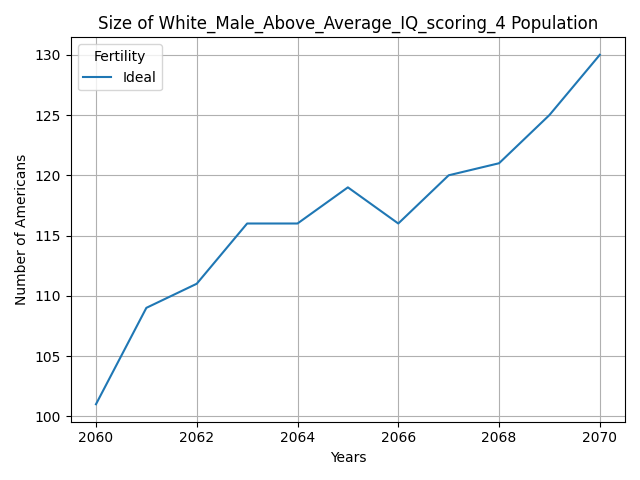 Size of White_Male_Above_Average_IQ_scoring_4 Population
Fertility
Ideal
Number of Americans
130
125
120
115
110
105
100
2060 2062 2064 2066 2068 2070
Years